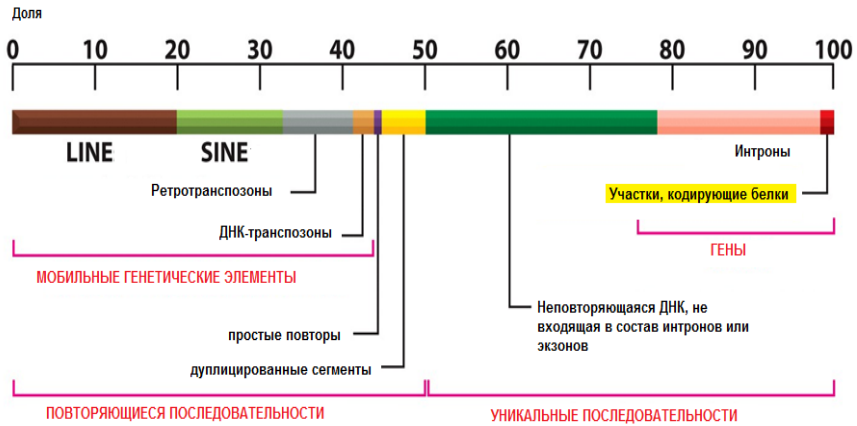 Доля
0 10 20 30 40 50 60 70 80 90 100
LINE SINE
Интроны
Ретротранспозоны
Участки, кодирующие белки
ДНК-транспозоны
ГЕНЫ
МОБИЛЬНЫЕ ГЕНЕТИЧЕСКИЕ ЭЛЕМЕНТЫ
Неповторяющаяся ДНК, не
входящая в состав интронов или
экзонов
простые повторы
дуплицированные сегменты
ПОВТОРЯЮЩИЕСЯ ПОСЛЕДОВАТЕЛЬНОСТИ
УНИКАЛЬНЫЕ ПОСЛЕДОВАТЕЛЬНОСТИ